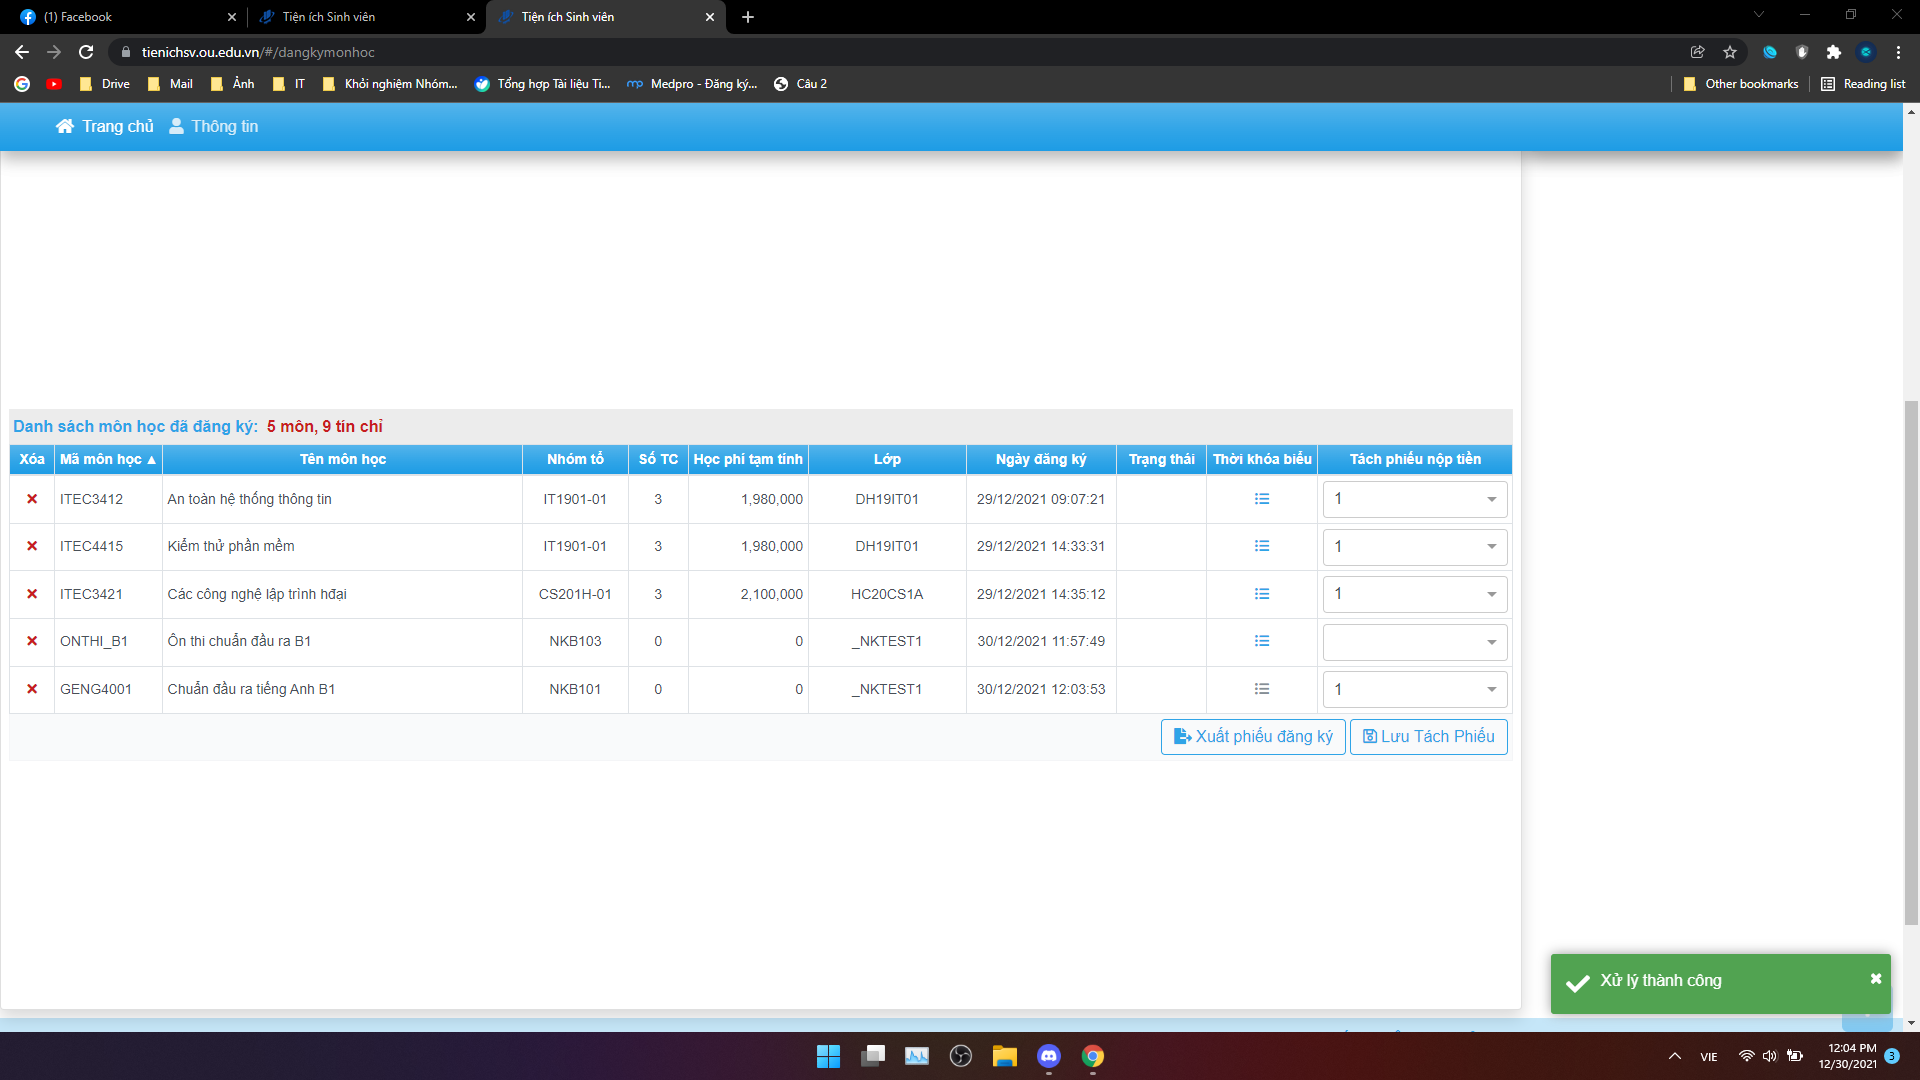 (1) Facebook
Tiện ích Sinh viên
Tiện ích Sinh viên
tienichsv.ou.edu.vn/#/dangkymonhoc
Drive
Mail
Ảnh
IT
Khỏi nghiệm Nhóm...
Tổng hợp Tài liệu Ti...
mp Medpro - Đăng ký...
Câu 2
Other bookmarks
Reading list
Trang chủ
Thông tin
Danh sách môn học đã đăng ký: 5 môn, 9 tín chỉ
Xóa Mã môn học ▲ Tên môn học Nhóm tổ Số TC Học phí tạm tính Lớp Ngày đăng ký Trạng thái Thời khóa biểu Tách phiếu nộp tiền
ITEC3412 An toàn hệ thống thông tin IT1901-01 3 1,980,000 DH19IT01 29/12/2021 09:07:21 1
ITEC4415 Kiểm thử phần mềm IT1901-01 3 1,980,000 DH19IT01 29/12/2021 14:33:31 1
ITEC3421 Các công nghệ lập trình hđại CS201H-01 3 2,100,000 HC20CS1A 29/12/2021 14:35:12 1
ONTHI_B1 Ôn thi chuẩn đầu ra B1 NKB103 0 0 _NKTEST1 30/12/2021 11:57:49
GENG4001 Chuẩn đầu ra tiếng Anh B1 NKB101 0 0 _NKTEST1 30/12/2021 12:03:53 1
Xuất phiếu đăng ký
Lưu Tách Phiếu
Xử lý thành công
VIE
12:04 PM
12/30/2021
3